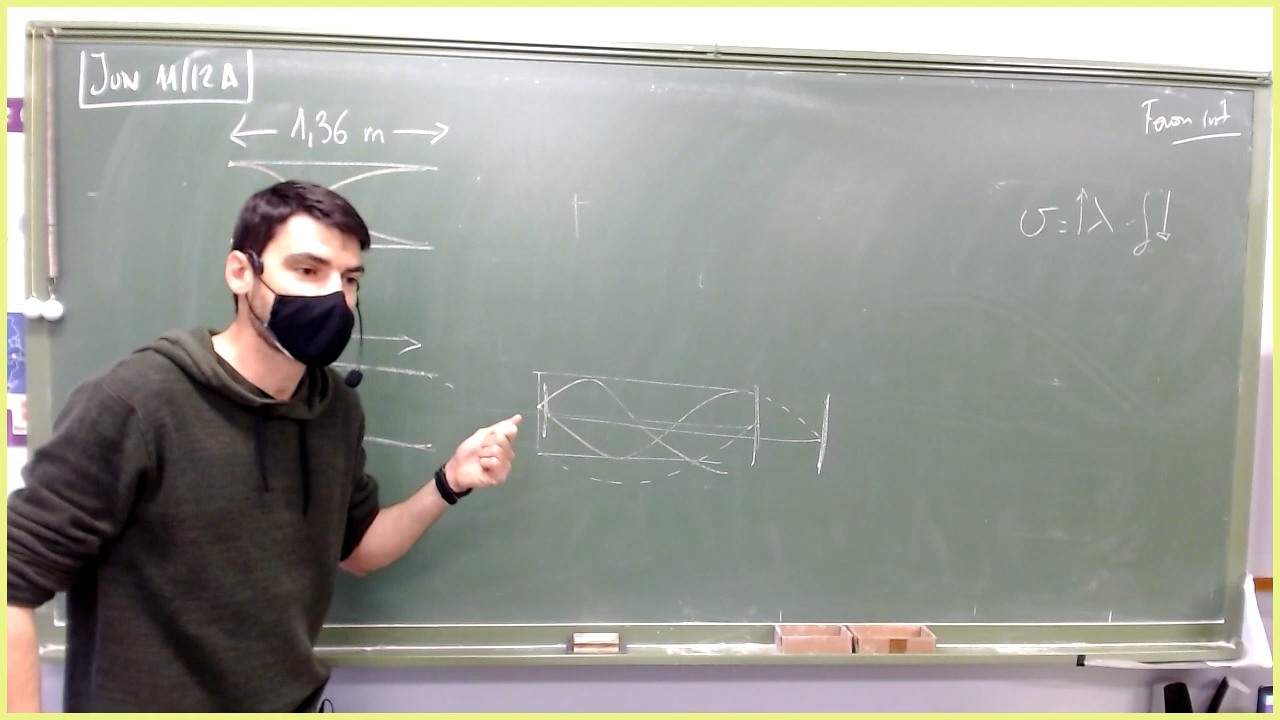 JUN 11/12 A
← 1,36 m →
v = ↑λ · f↓